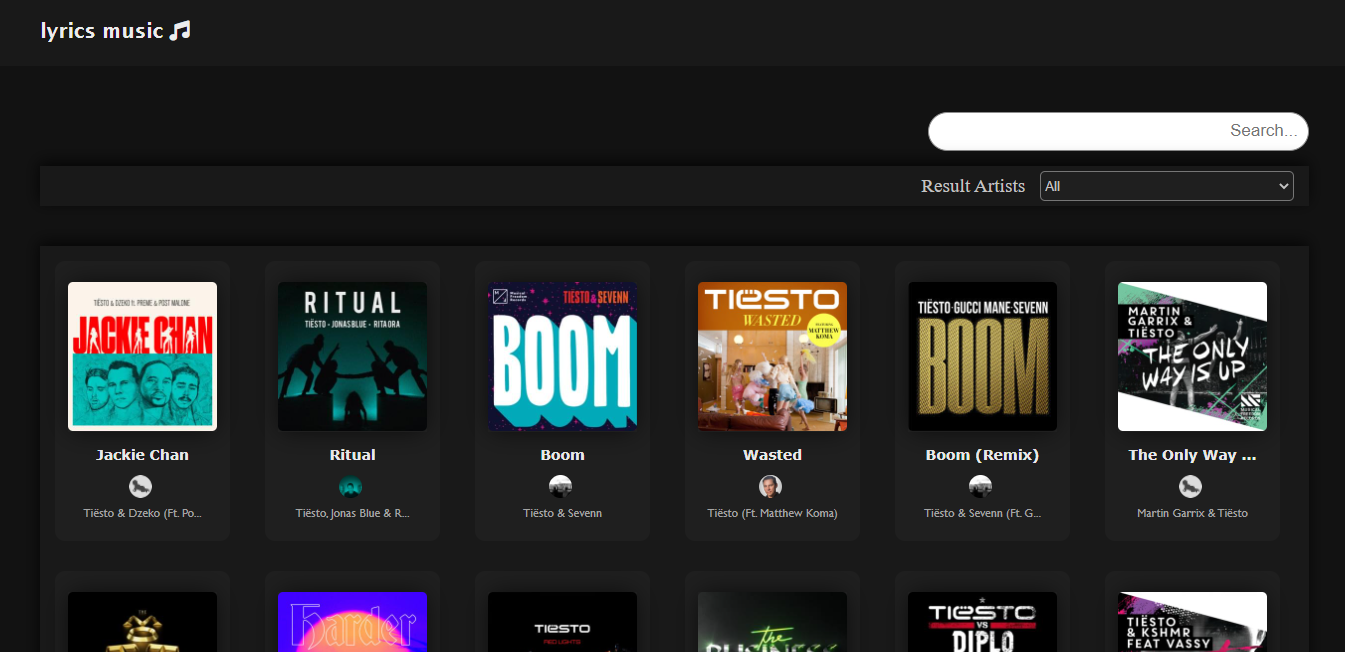 lyrics music
Search...
Result Artists
All
TIËSTO & DZEKO ft. PREME & POST MALONE
JACKIE CHAN
RITUAL
TIËSTO · JONAS BLUE · RITA ORA
Musical Freedom Records
TIËSTO & SEVENN
BOOM
TIËSTO
WASTED
FEATURING MATTHEW KOMA
TIËSTO·GUCCI MANE·SEVENN
BOOM
MARTIN GARRIX & TIËSTO
THE ONLY WAY IS UP
Jackie Chan
Ritual
Boom
Wasted
Boom (Remix)
The Only Way ...
Tiësto & Dzeko (Ft. Po...
Tiësto, Jonas Blue & R...
Tiësto & Sevenn
Tiësto (Ft. Matthew Koma)
Tiësto & Sevenn (Ft. G...
Martin Garrix & Tiësto
Harder
TIËSTO
RED LIGHTS
the
BUSINESS
TIËSTO
VS
DIPLO
TIËSTO
& KSHMR
FEAT VASSY